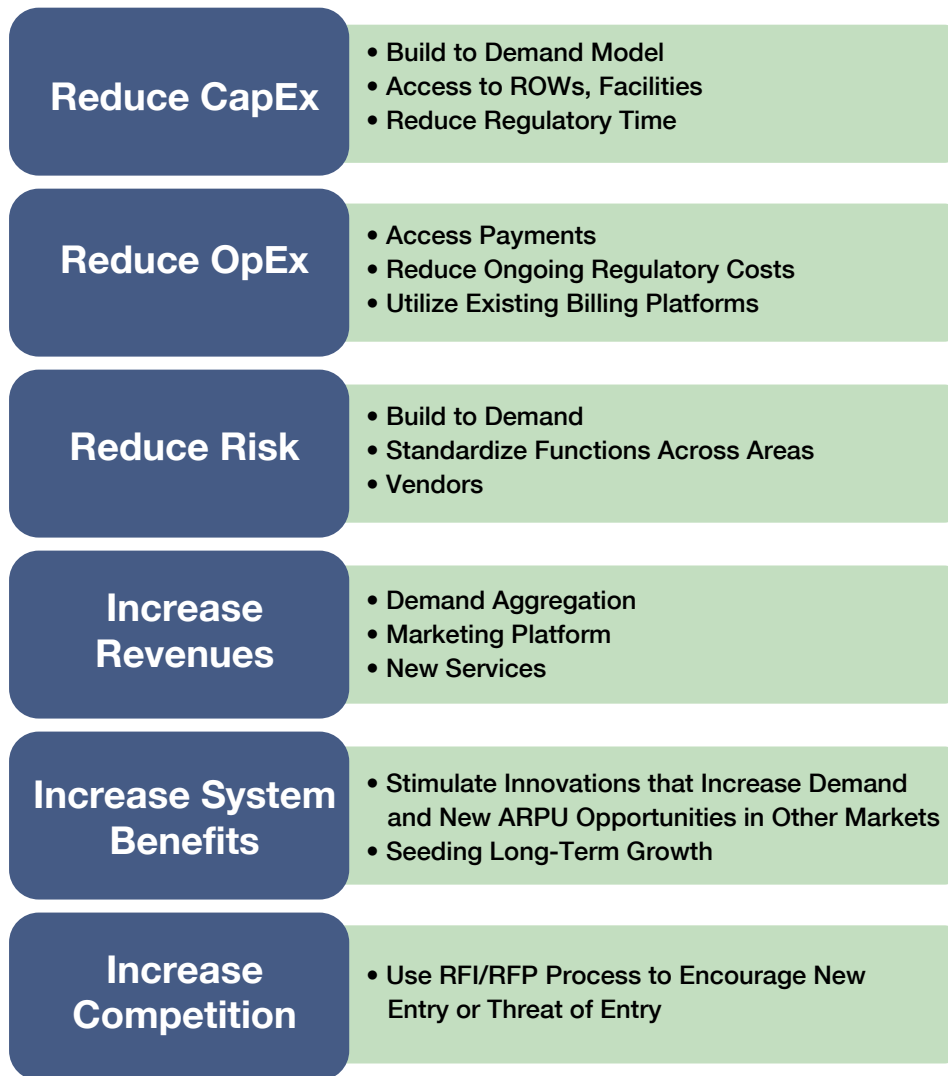 Reduce CapEx
• Build to Demand Model
• Access to ROWs, Facilities
• Reduce Regulatory Time
Reduce OpEx
• Access Payments
• Reduce Ongoing Regulatory Costs
• Utilize Existing Billing Platforms
Reduce Risk
• Build to Demand
• Standardize Functions Across Areas
• Vendors
Increase
Revenues
• Demand Aggregation
• Marketing Platform
• New Services
Increase System
Benefits
• Stimulate Innovations that Increase Demand
and New ARPU Opportunities in Other Markets
• Seeding Long-Term Growth
Increase
Competition
• Use RFI/RFP Process to Encourage New
Entry or Threat of Entry